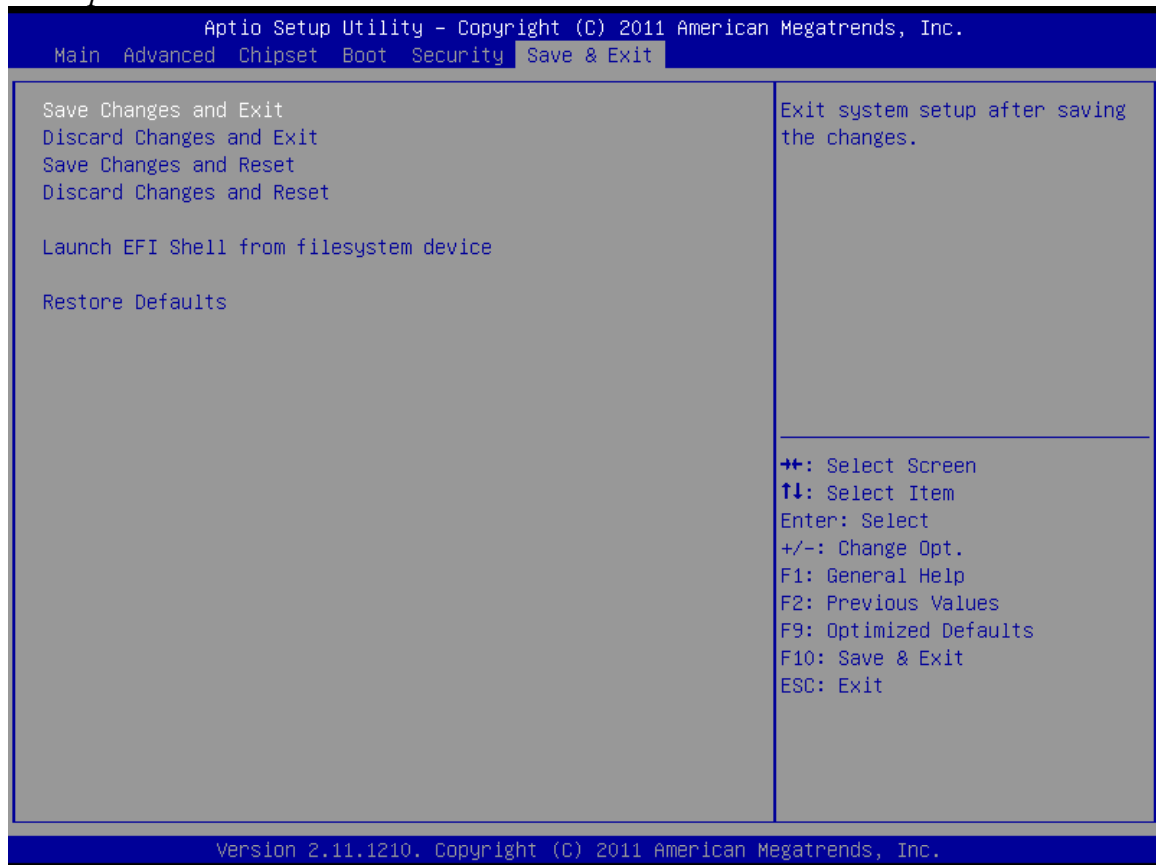 Aptio Setup Utility – Copyright (C) 2011 American Megatrends, Inc.
Main Advanced Chipset Boot Security Save & Exit
Save Changes and Exit
Discard Changes and Exit
Save Changes and Reset
Discard Changes and Reset
Launch EFI Shell from filesystem device
Restore Defaults
Exit system setup after saving
the changes.
→←: Select Screen
↑↓: Select Item
Enter: Select
+/-: Change Opt.
F1: General Help
F2: Previous Values
F9: Optimized Defaults
F10: Save & Exit
ESC: Exit
Version 2.11.1210. Copyright (C) 2011 American Megatrends, Inc.